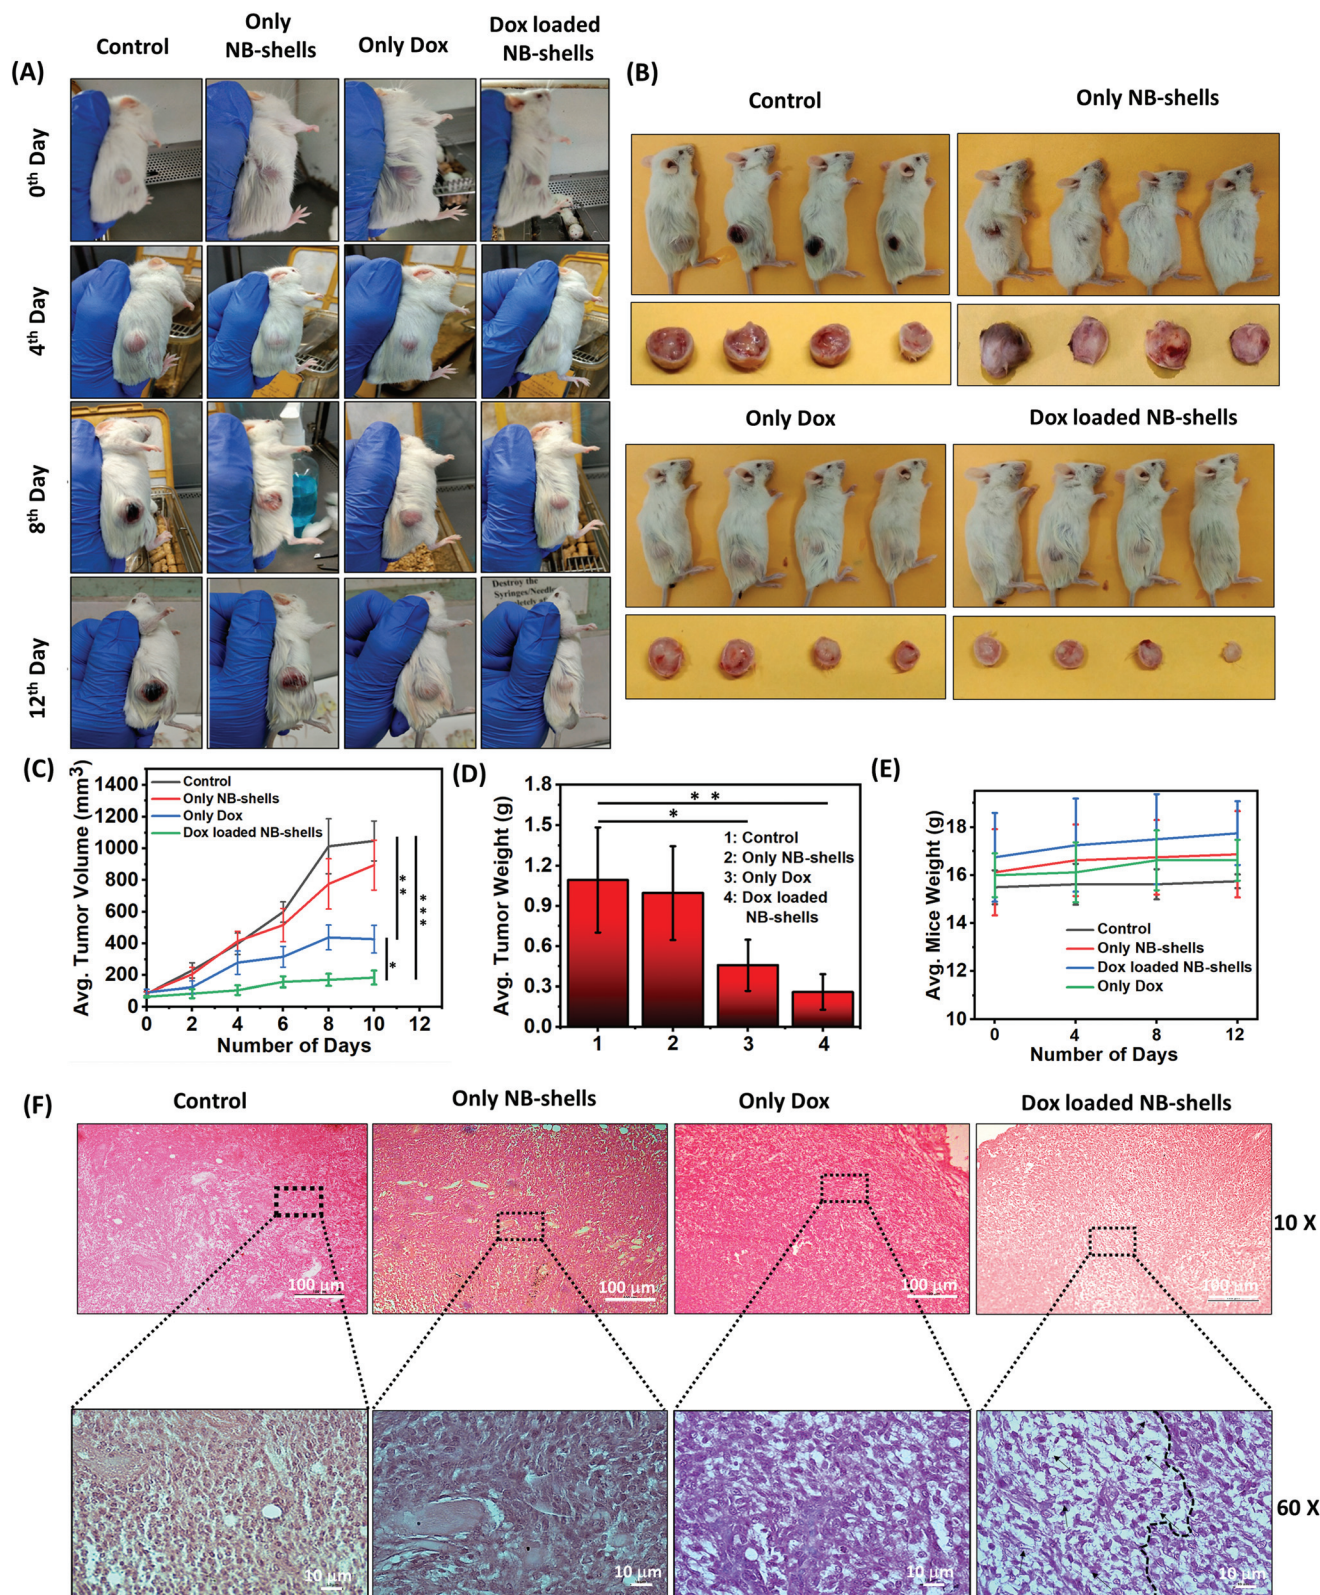 Control
Only
NB-shells
Only Dox
Dox loaded
NB-shells
(A)
0th Day
4th Day
8th Day
12th Day
Destroy the
Syringes/Needl
(B)
Control
Only NB-shells
Only Dox
Dox loaded NB-shells
(C)
Avg. Tumor Volume (mm3)
1400
1200
1000
800
600
400
200
0
Control
Only NB-shells
Only Dox
Dox loaded NB-shells
**
***
*
0 2 4 6 8 10 12
Number of Days
(D)
Avg. Tumor Weight (g)
1.8
1.5
1.2
0.9
0.6
0.3
0.0
* *
*
1: Control
2: Only NB-shells
3: Only Dox
4: Dox loaded
NB-shells
1 2 3 4
(E)
Avg. Mice Weight (g)
18
16
14
12
10
Control
Only NB-shells
Dox loaded NB-shells
Only Dox
0 4 8 12
Number of Days
(F)
Control
Only NB-shells
Only Dox
Dox loaded NB-shells
100 μm
100 μm
100 μm
100 μm
10 X
10 μm
10 μm
10 μm
10 μm
60 X